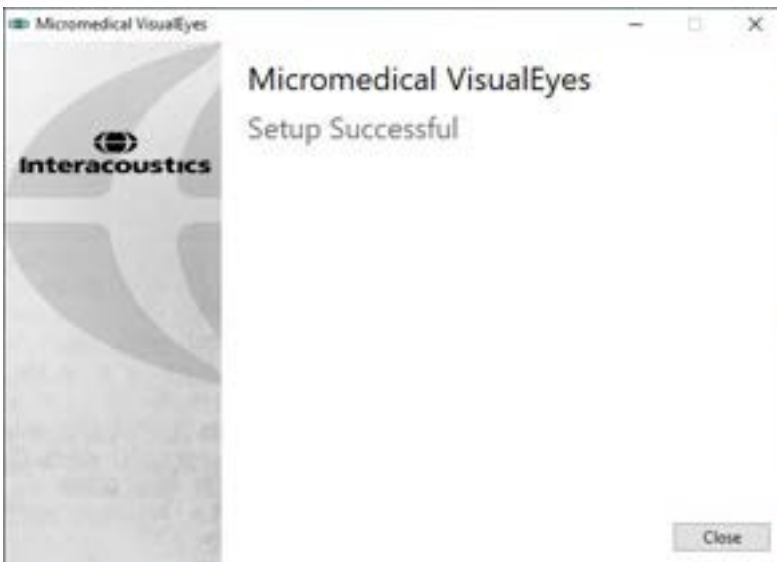 Micromedical VisualEyes
Micromedical VisualEyes
Setup Successful
Interacoustics
Close